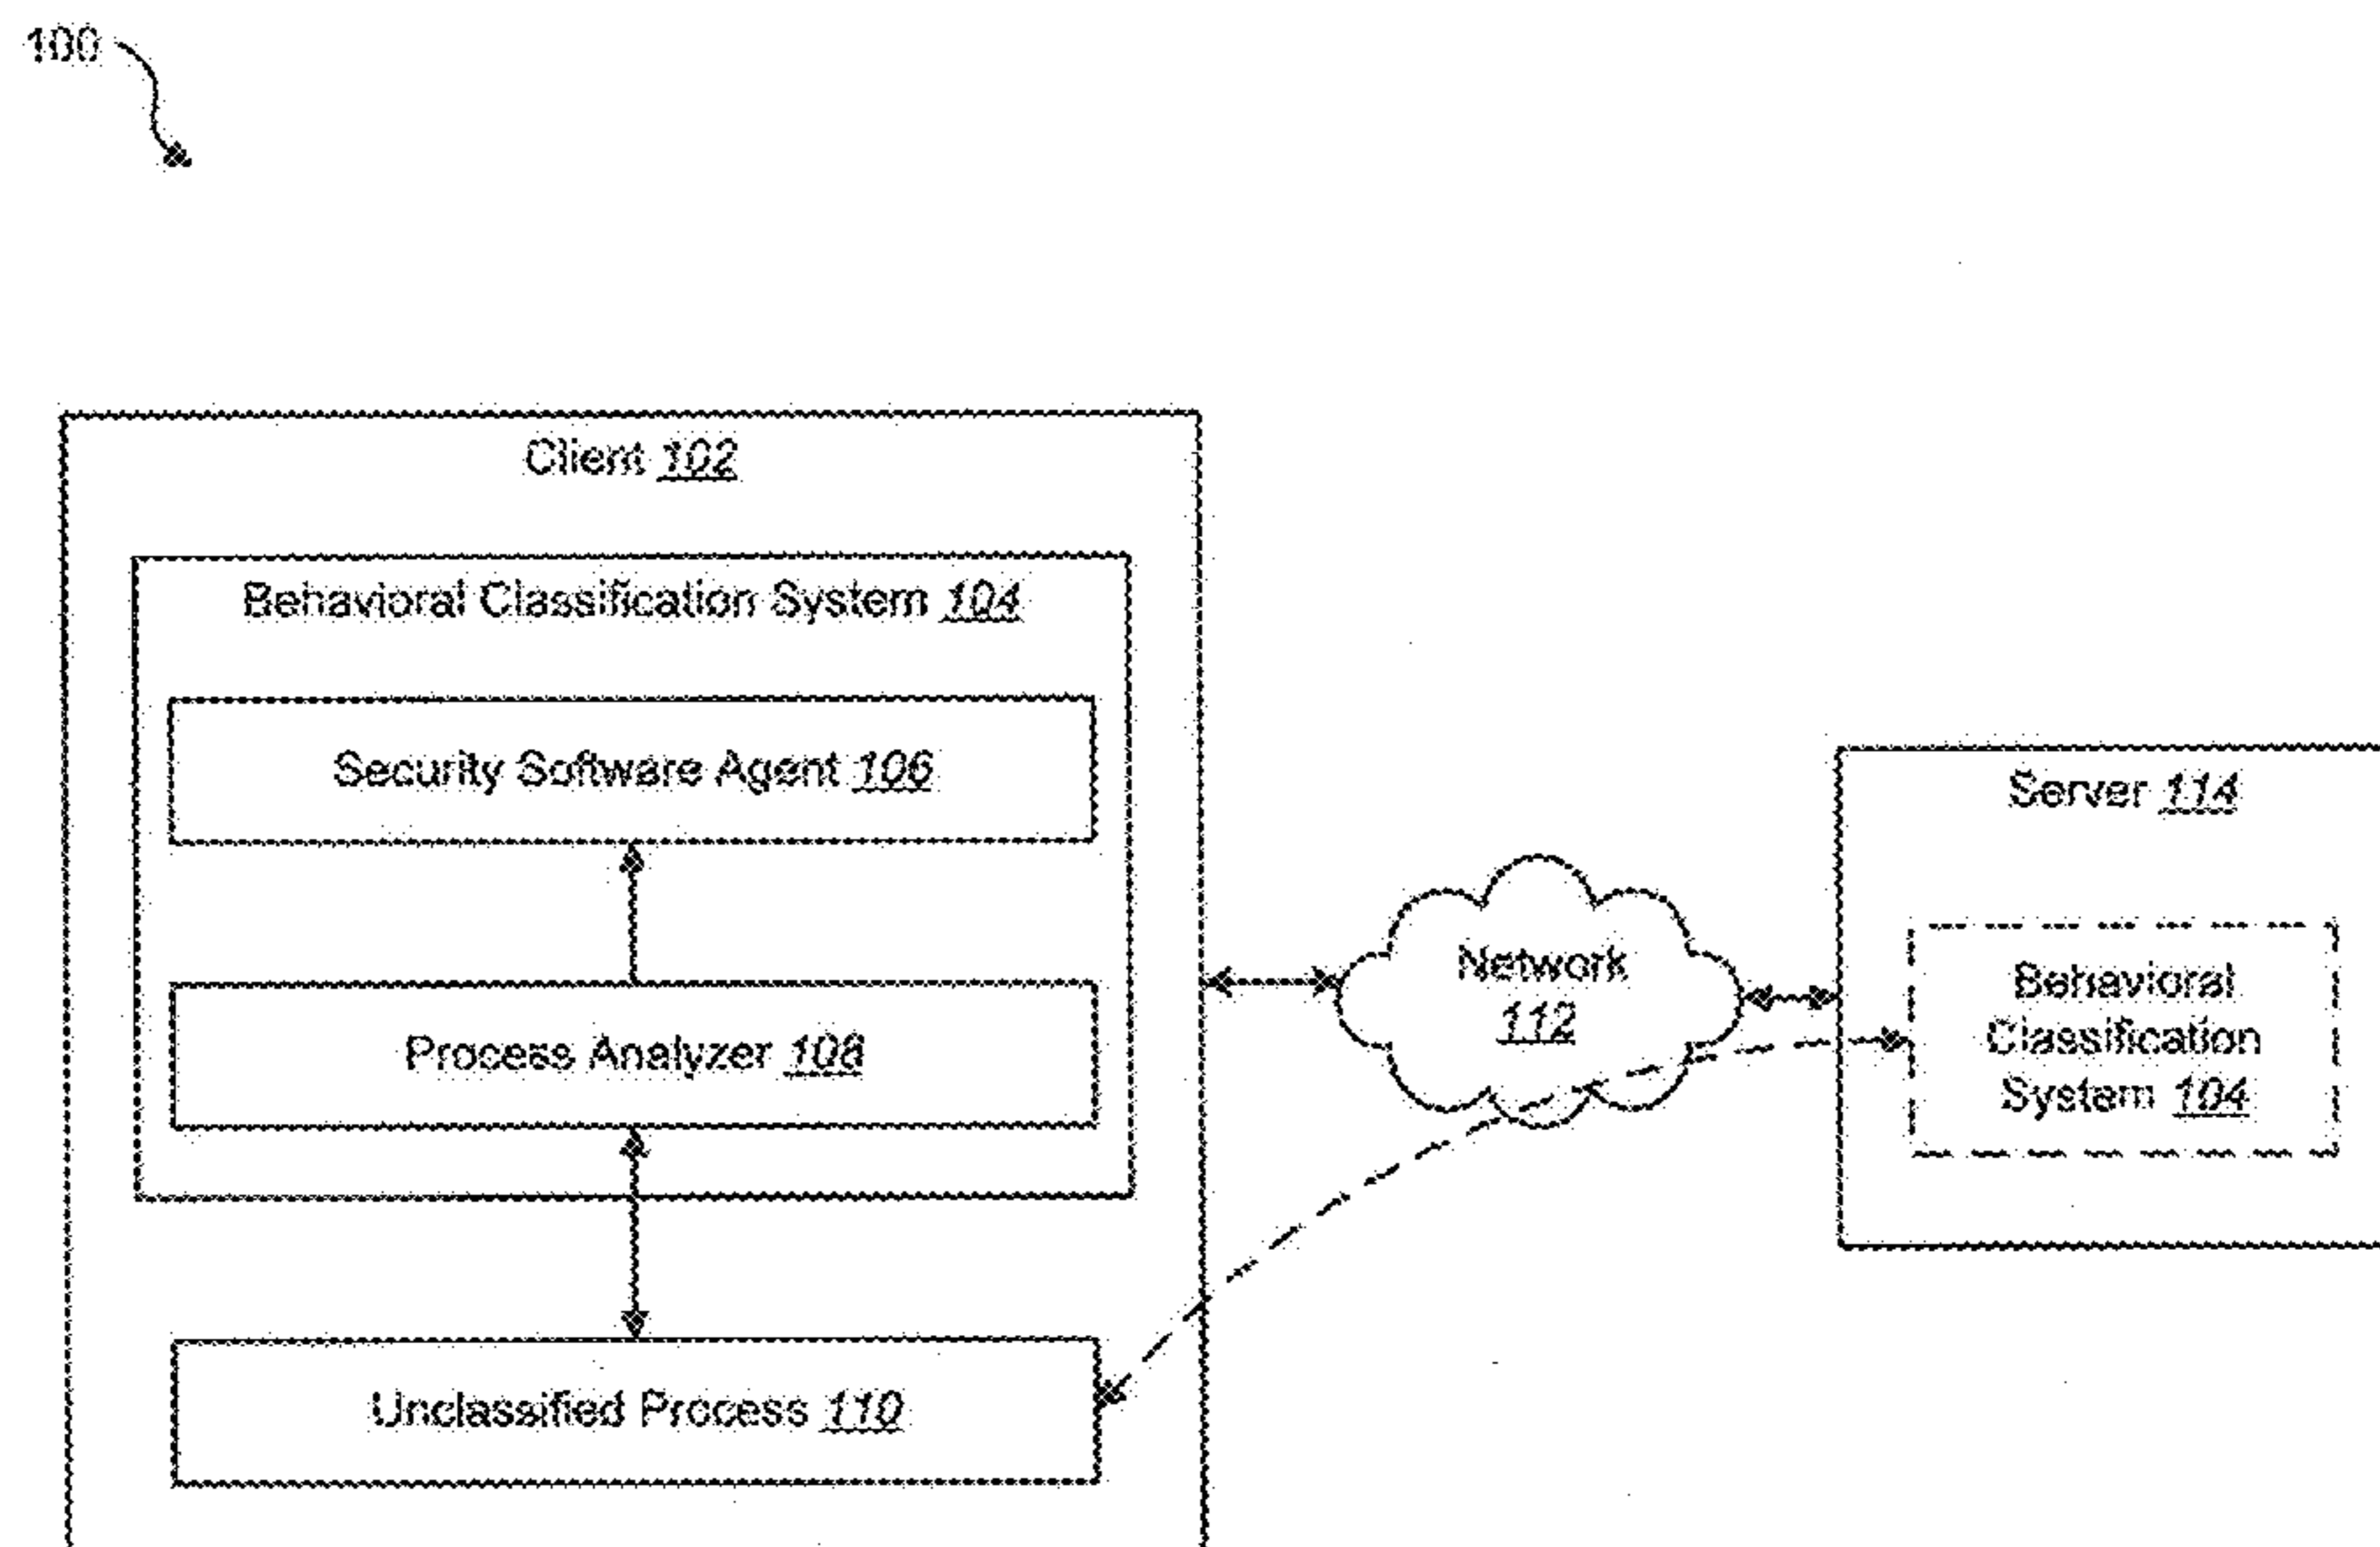 100
Client 102
Behavioral Classification System 104
Security Software Agent 106
Process Analyzer 108
Unclassified Process 110
Network
112
Server 114
Behavioral
Classification
System 104